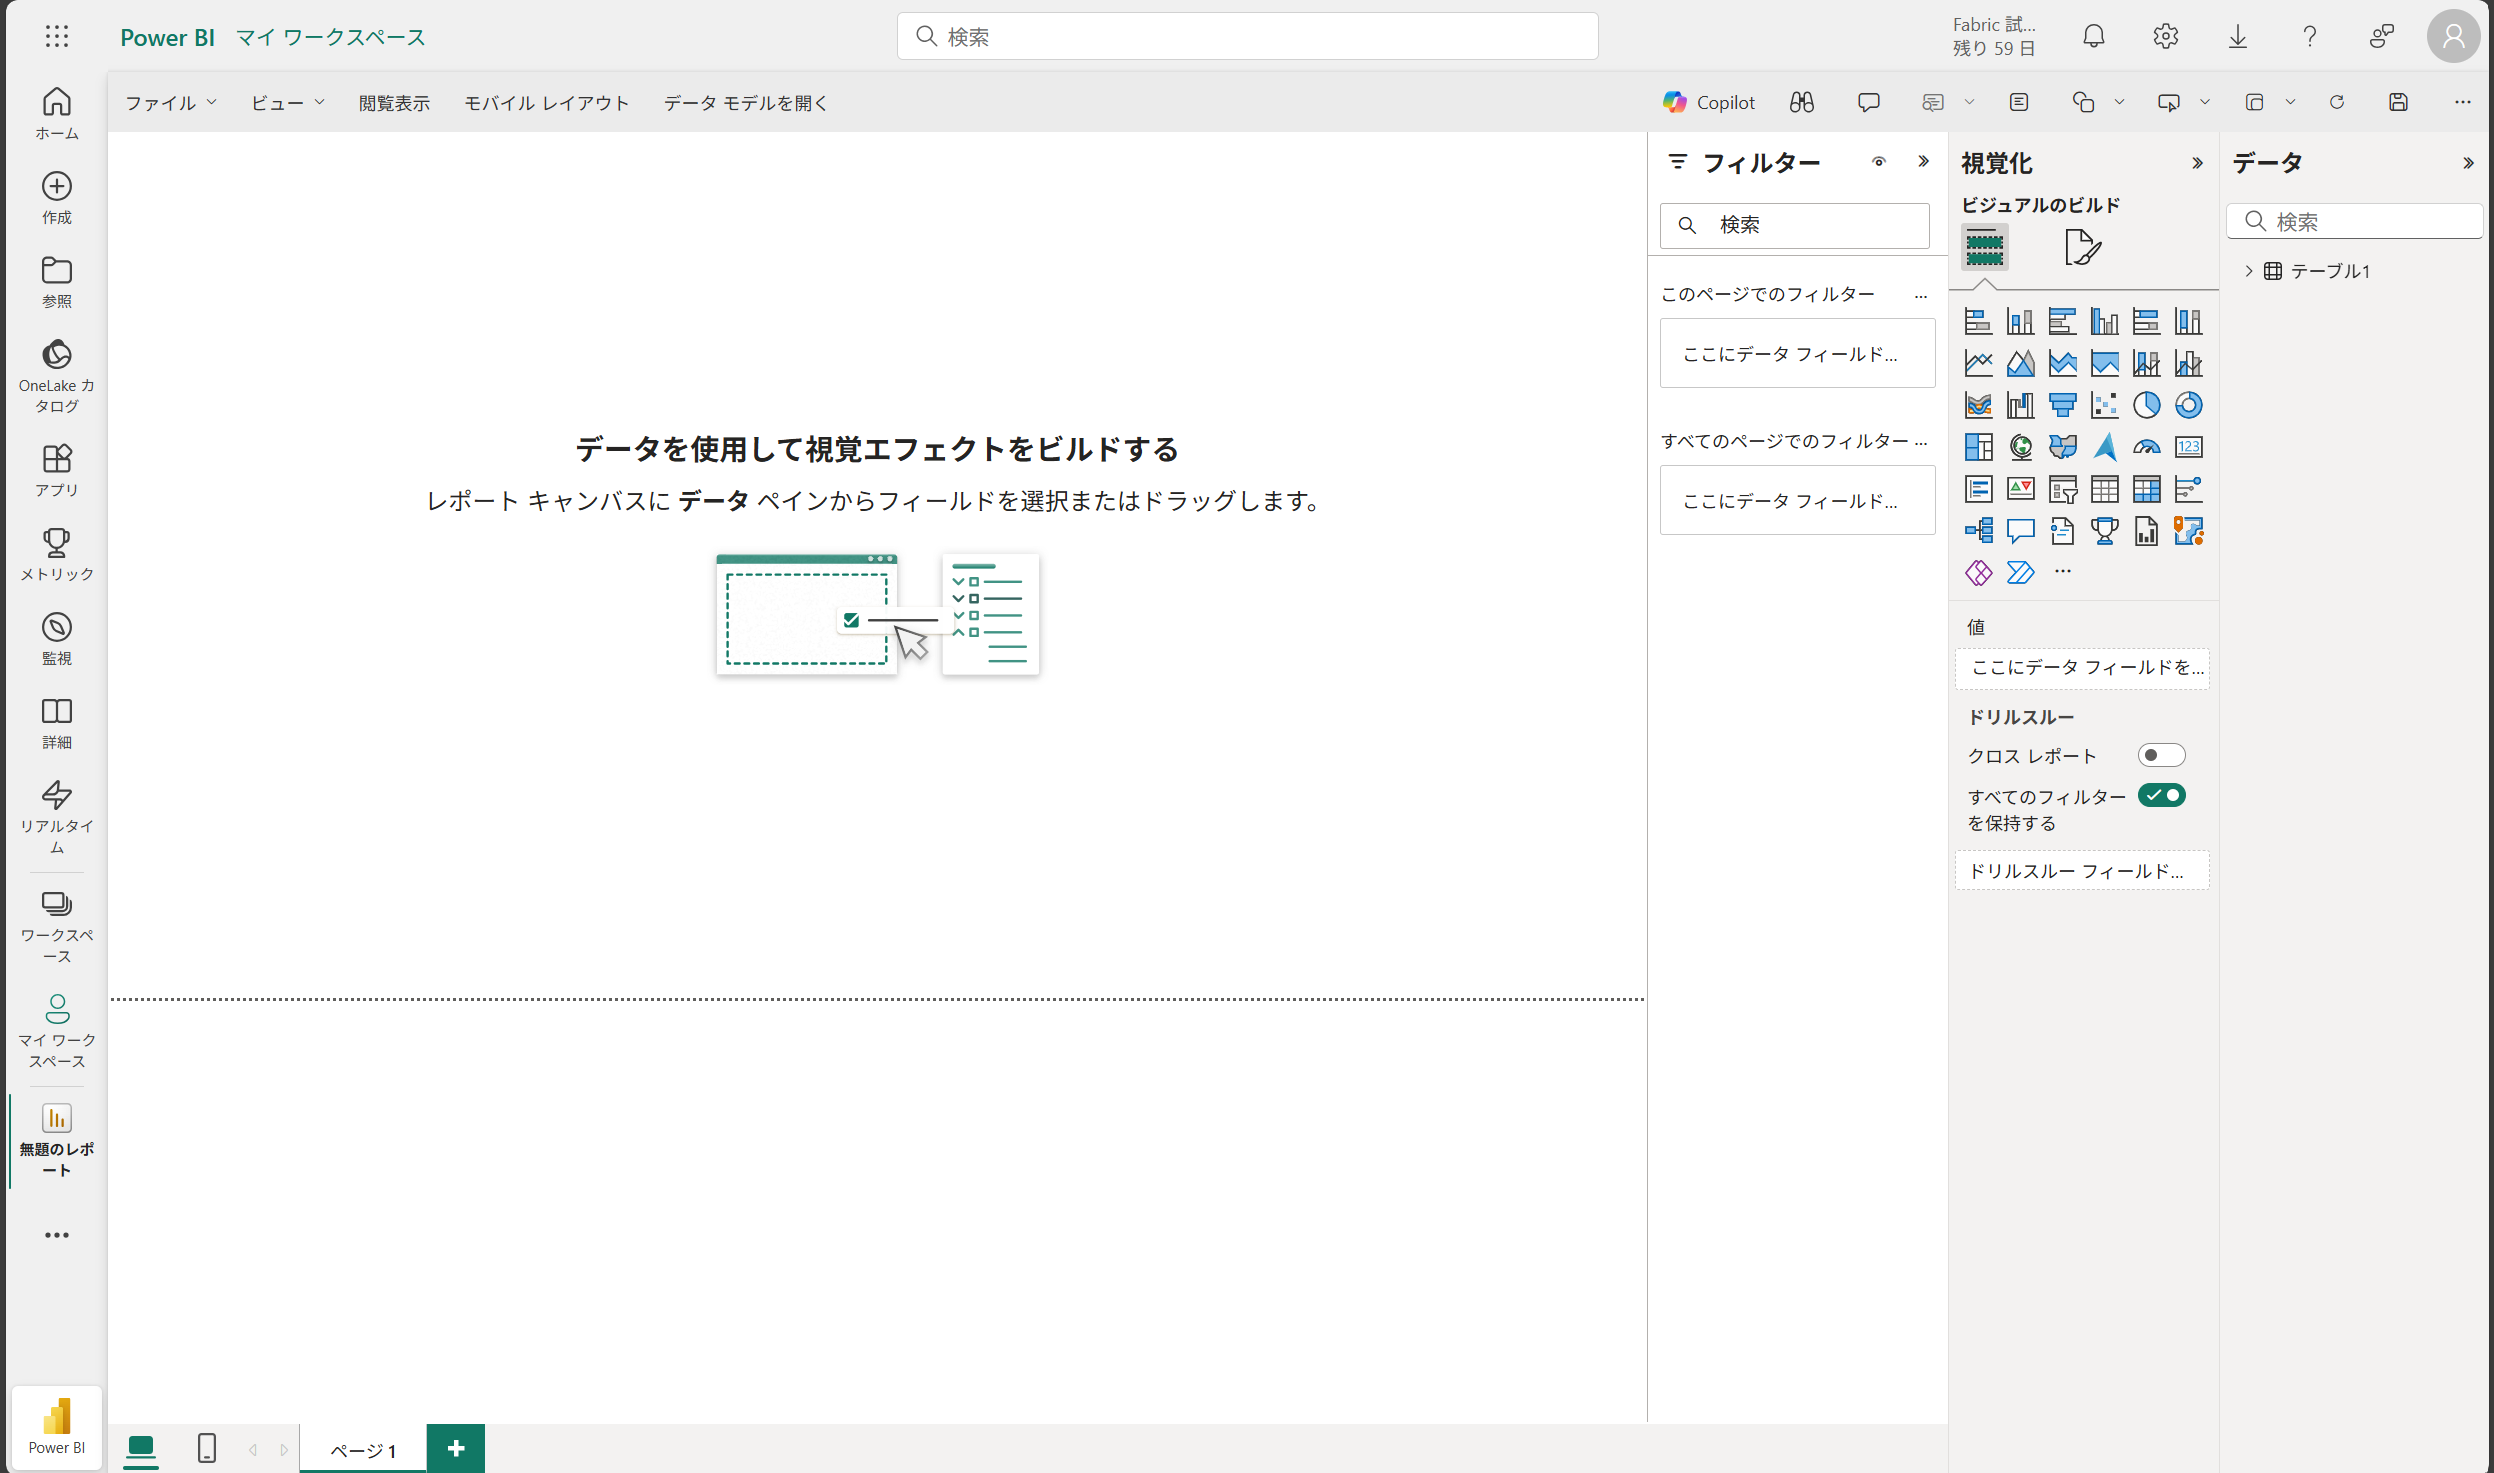 Power BI マイ ワークスペース
検索
Fabric 試...
残り 59 日
ホーム
作成
参照
OneLake カ
タログ
アプリ
メトリック
監視
詳細
リアルタイ
ム
ワークスペ
ース
マイ ワーク
スペース
無題のレポ
ート
Power BI
ファイル ビュー 閲覧表示 モバイル レイアウト データ モデルを開く
Copilot
データを使用して視覚エフェクトをビルドする
レポート キャンバスに データ ペインからフィールドを選択またはドラッグします。
ページ 1
フィルター
検索
このページでのフィルター ...
ここにデータ フィールド...
すべてのページでのフィルター ...
ここにデータ フィールド...
視覚化
ビジュアルのビルド
123
値
ここにデータ フィールドを...
ドリルスルー
クロス レポート
すべてのフィルター
を保持する
ドリルスルー フィールド...
データ
検索
テーブル1